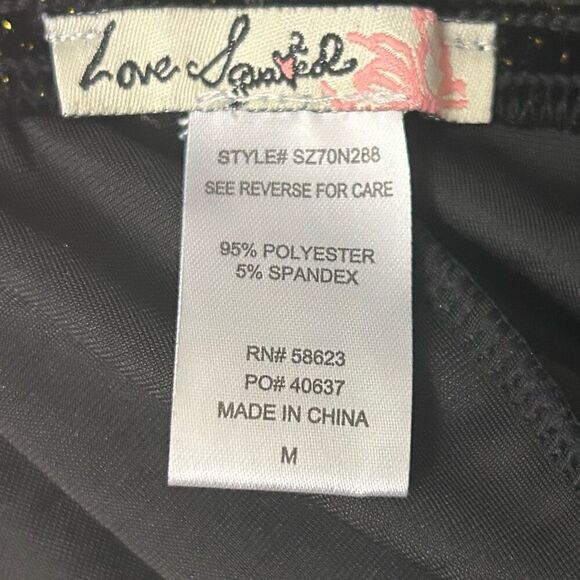 Love Squared
STYLE# SZ70N288
SEE REVERSE FOR CARE
95% POLYESTER
5% SPANDEX
RN# 58623
PO# 40637
MADE IN CHINA
M